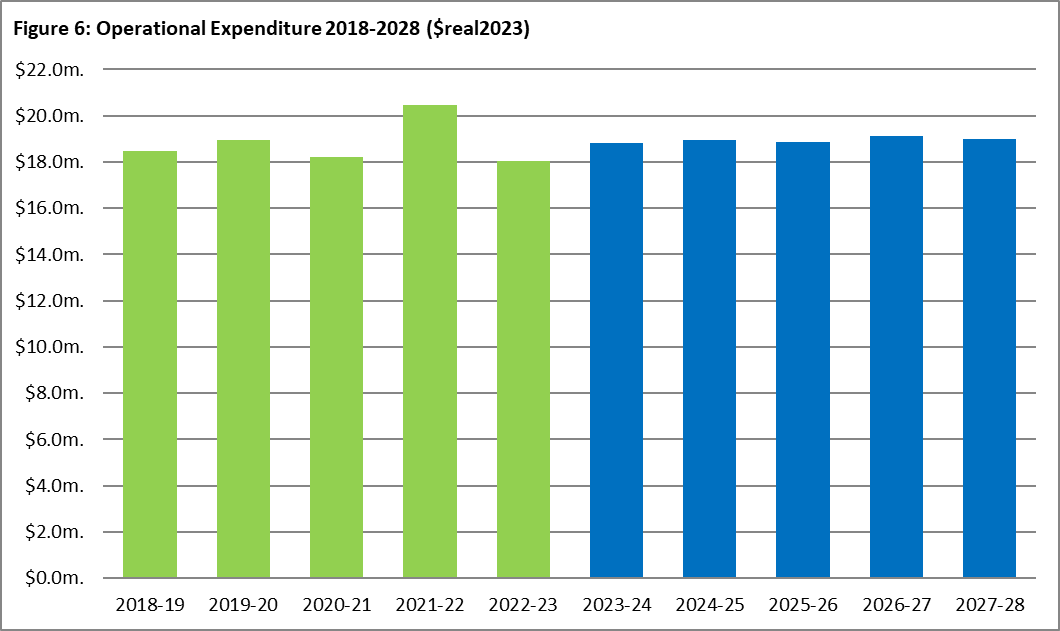 Figure 6: Operational Expenditure 2018-2028 ($real2023)
$22.0m.
$20.0m.
$18.0m.
$16.0m.
$14.0m.
$12.0m.
$10.0m.
$8.0m.
$6.0m.
$4.0m.
$2.0m.
$0.0m.
2018-19 2019-20 2020-21 2021-22 2022-23 2023-24 2024-25 2025-26 2026-27 2027-28